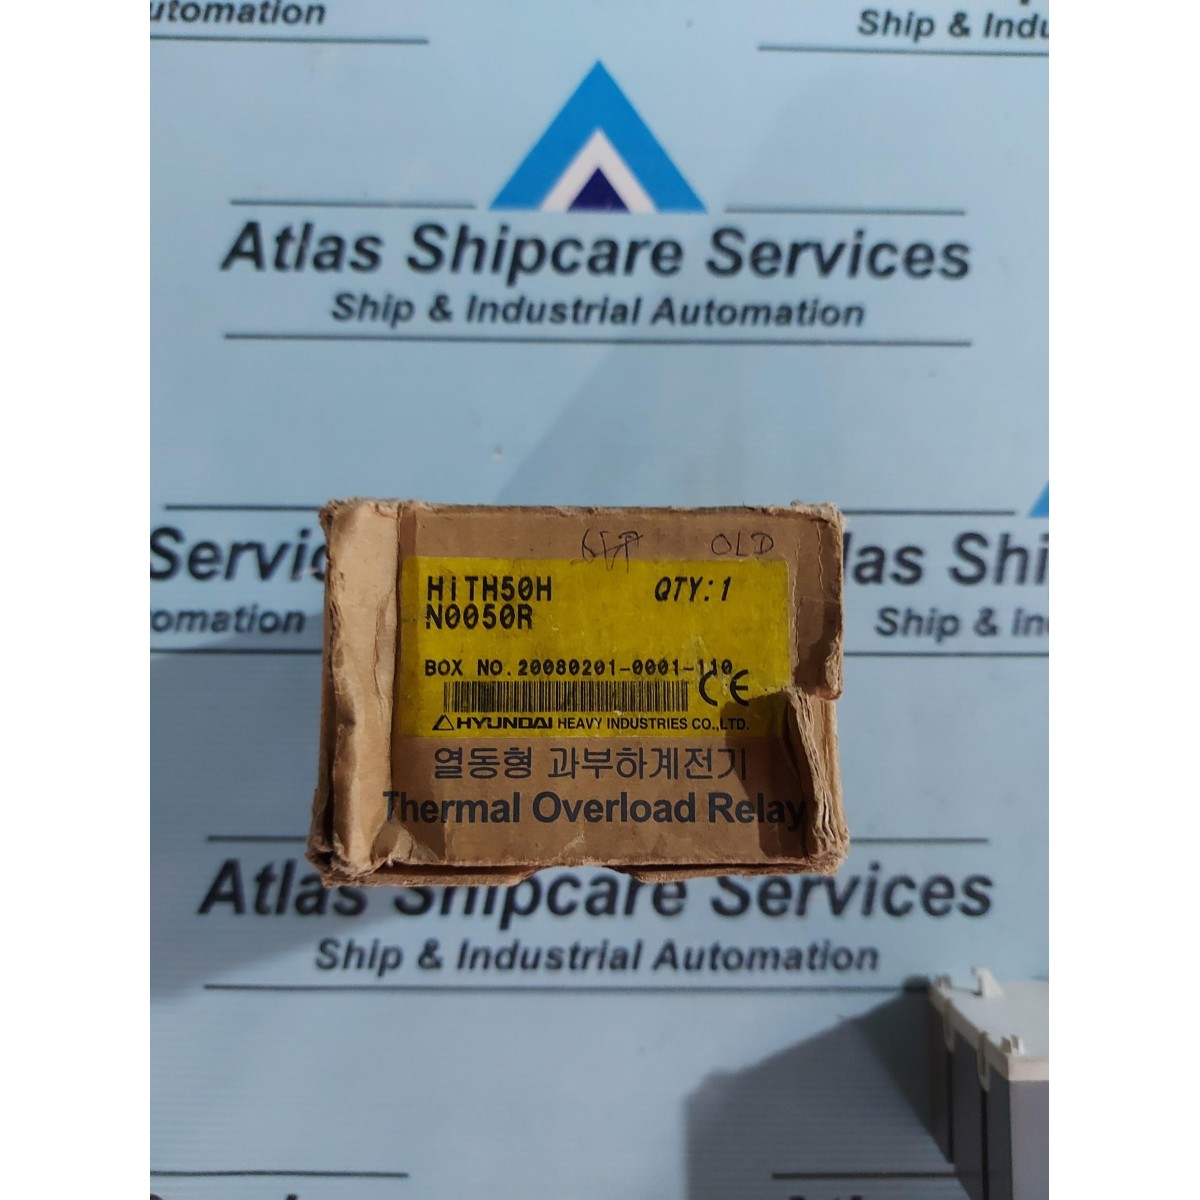 utomation
Ship & Indu
Atlas Shipcare Services
Ship & Industrial Automation
Servic
omation
las Shi
Ship & In
OLD
HiTH50H QTY:1
N0050R
BOX NO.20080201-0001-110
CE
HYUNDAI HEAVY INDUSTRIES CO.,LTD.
열동형 과부하계전기
Thermal Overload Relay
Atlas Shipcare Services
Ship & Industrial Automation